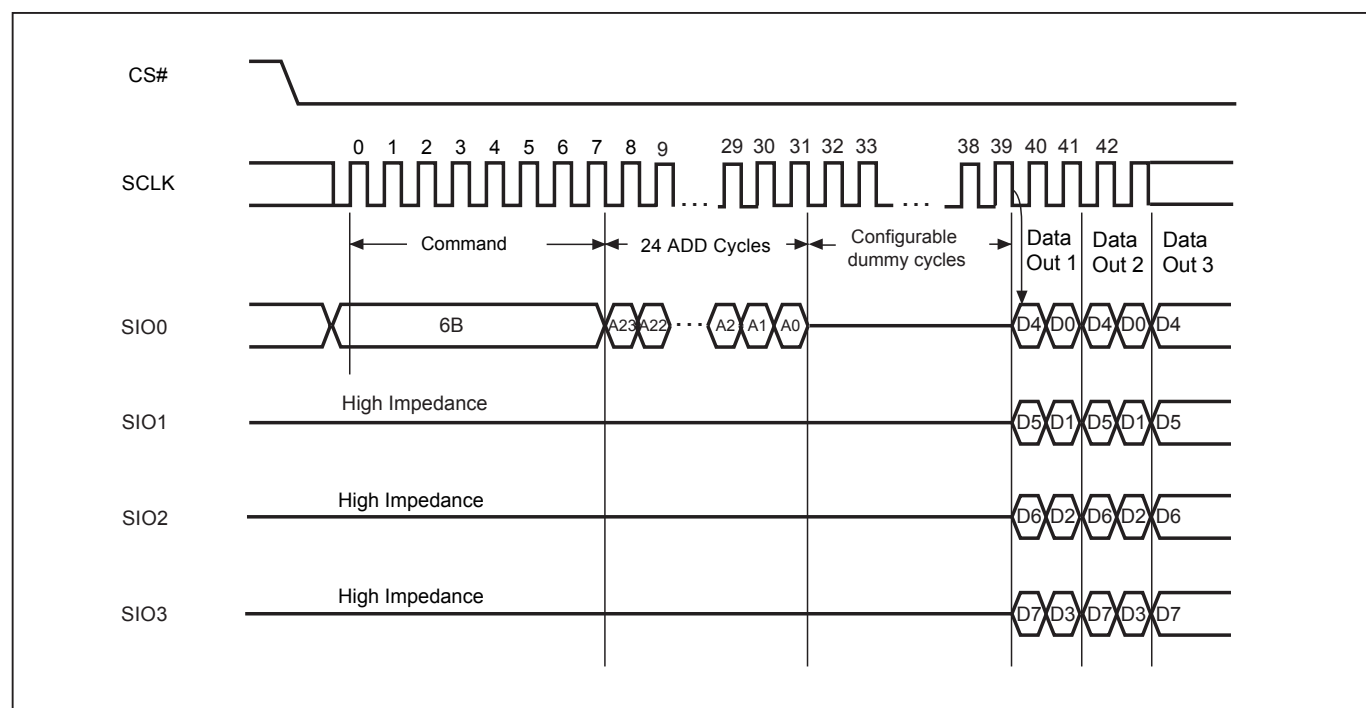 CS#
0 1 2 3 4 5 6 7 8 9 29 30 31 32 33 38 39 40 41 42
SCLK
. . . . . .
Command 24 ADD Cycles Configurable dummy cycles Data Out 1 Data Out 2 Data Out 3
SIO0 6B A23 A22 · · · A2 A1 A0 D4 D0 D4 D0 D4
High Impedance
SIO1 D5 D1 D5 D1 D5
High Impedance
SIO2 D6 D2 D6 D2 D6
High Impedance
SIO3 D7 D3 D7 D3 D7